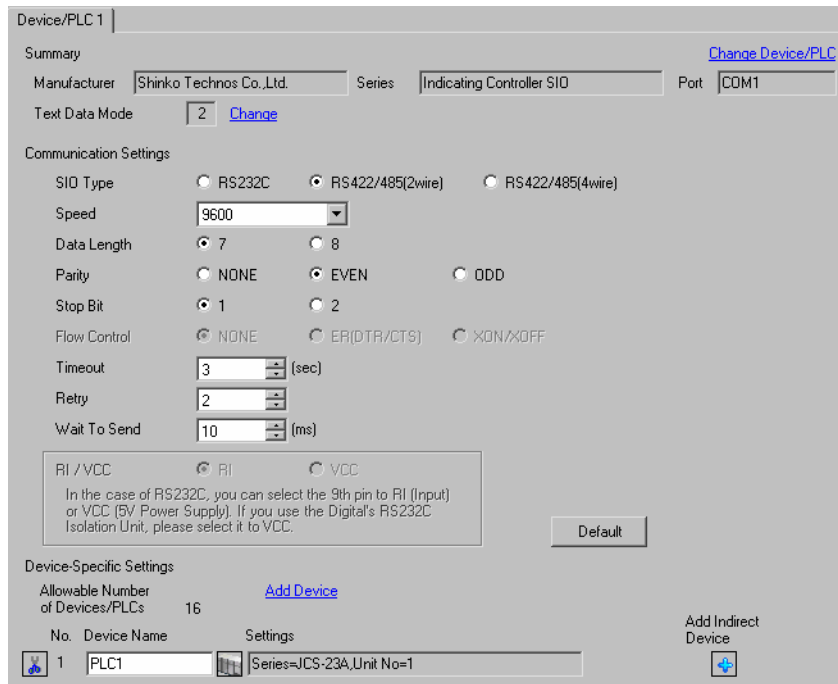 Device/PLC 1
Summary
Change Device/PLC
Manufacturer Shinko Technos Co.,Ltd. Series Indicating Controller SIO Port COM1
Text Data Mode 2 Change
Communication Settings
SIO Type RS232C RS422/485(2wire) RS422/485(4wire)
Speed 9600
Data Length 7 8
Parity NONE EVEN ODD
Stop Bit 1 2
Flow Control NONE ER(DTR/CTS) XON/XOFF
Timeout 3 (sec)
Retry 2
Wait To Send 10 (ms)
RI / VCC RI VCC
In the case of RS232C, you can select the 9th pin to RI (Input)
or VCC (5V Power Supply). If you use the Digital's RS232C
Isolation Unit, please select it to VCC.
Default
Device-Specific Settings
Allowable Number
of Devices/PLCs 16
Add Device
Add Indirect
Device
No. Device Name Settings
1 PLC1 Series=JCS-23A,Unit No=1